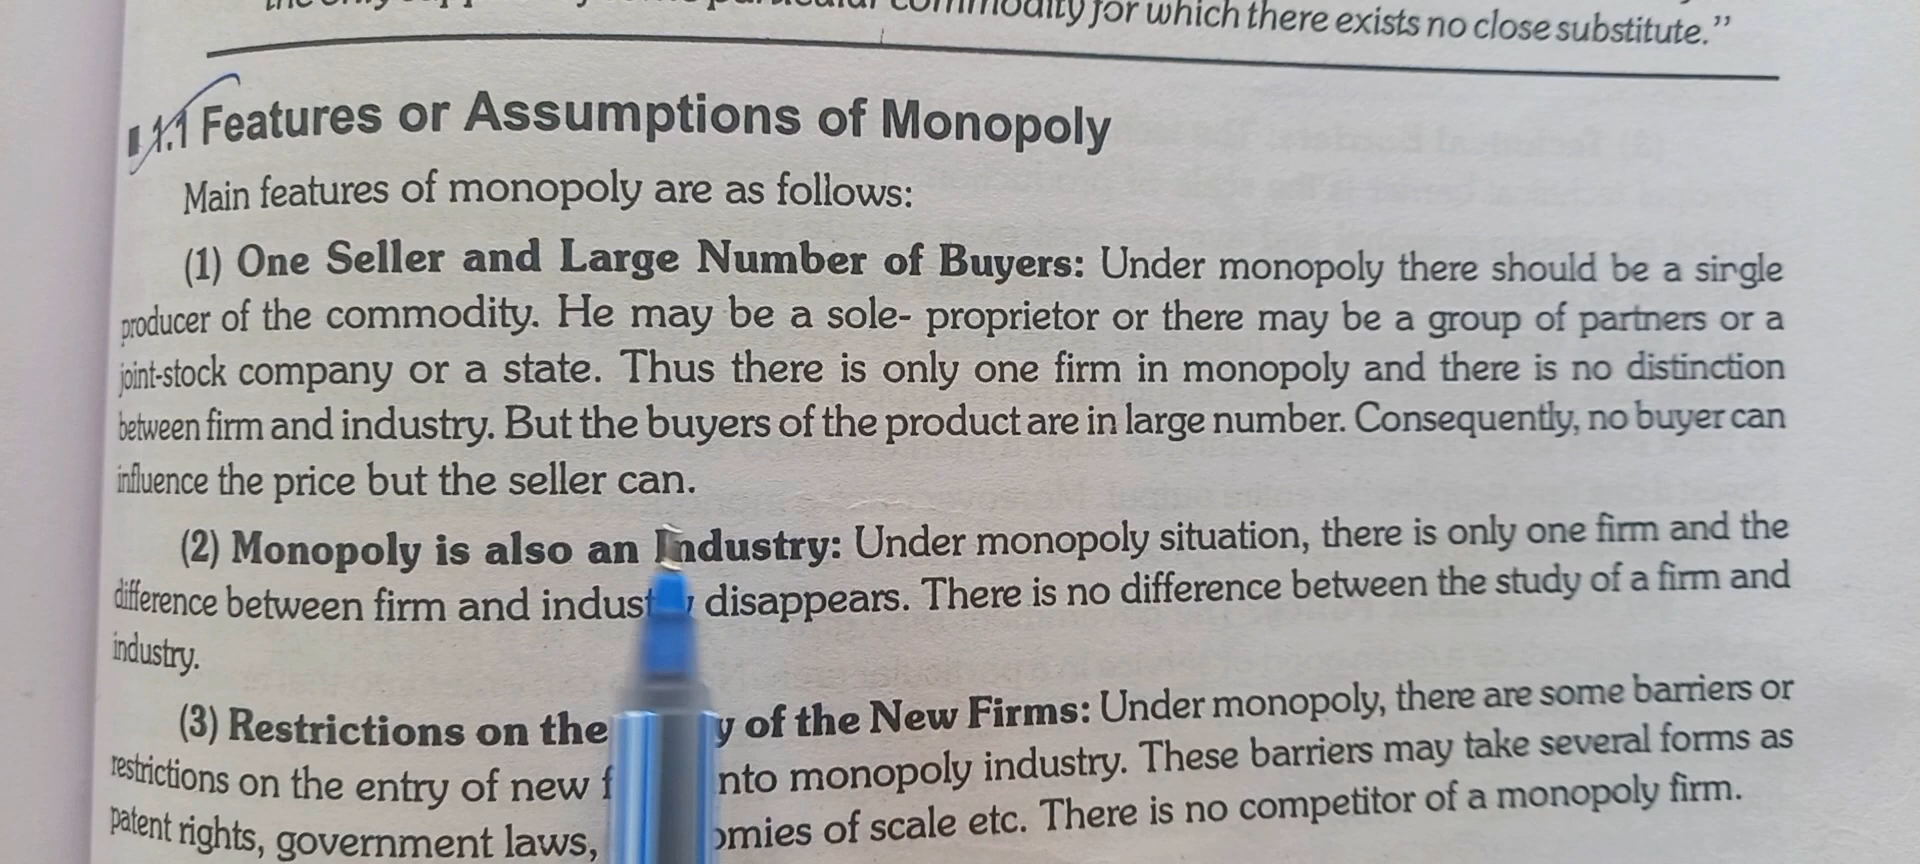 commodity for which there exists no close substitute.”
1.1 Features or Assumptions of Monopoly
Main features of monopoly are as follows:
(1) One Seller and Large Number of Buyers: Under monopoly there should be a sirgle
producer of the commodity. He may be a sole- proprietor or there may be a group of partners or a
joint-stock company or a state. Thus there is only one firm in monopoly and there is no distinction
between firm and industry. But the buyers of the product are in large number. Consequently, no buyer can
influence the price but the seller can.
(2) Monopoly is also an Industry: Under monopoly situation, there is only one firm and the
difference between firm and industry disappears. There is no difference between the study of a firm and
industry.
(3) Restrictions on the y of the New Firms: Under monopoly, there are some barriers or
restrictions on the entry of new f nto monopoly industry. These barriers may take several forms as
patent rights, government laws, omies of scale etc. There is no competitor of a monopoly firm.